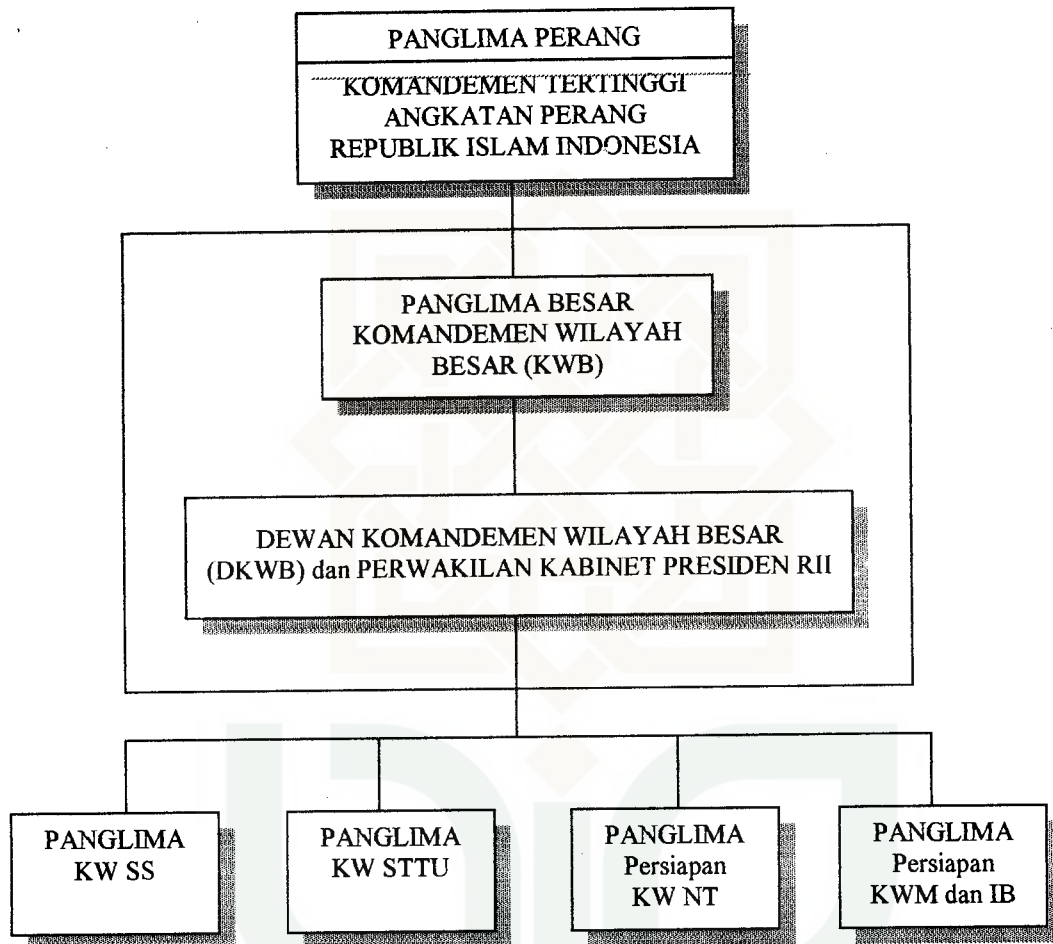 PANGLIMA PERANG
KOMANDEMEN TERTINGGI
ANGKATAN PERANG
REPUBLIK ISLAM INDONESIA
PANGLIMA BESAR
KOMANDEMEN WILAYAH
BESAR (KWB)
DEWAN KOMANDEMEN WILAYAH BESAR
(DKWB) dan PERWAKILAN KABINET PRESIDEN RII
PANGLIMA
KW SS
PANGLIMA
KW STTU
PANGLIMA
Persiapan
KW NT
PANGLIMA
Persiapan
KWM dan IB